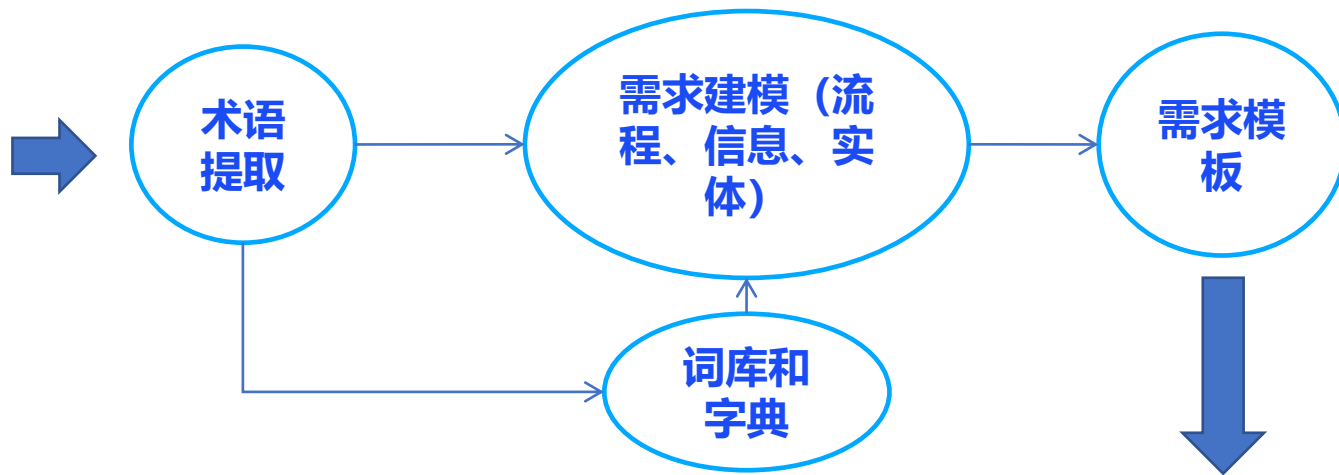 术语
提取
需求建模（流
程、信息、实
体）
需求模
板
词库和
字典